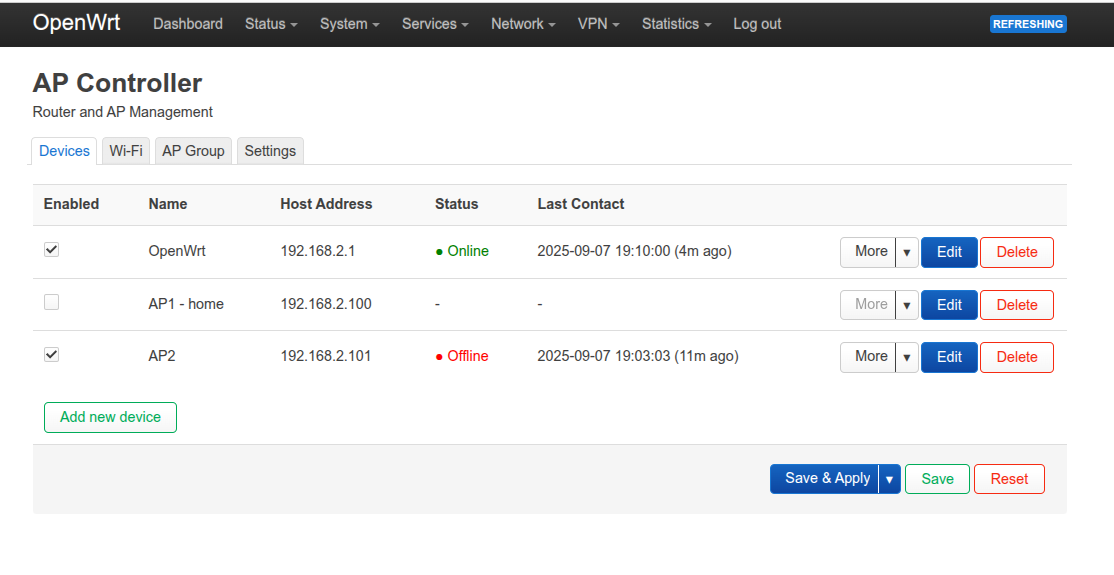 OpenWrt Dashboard Status System Services Network VPN Statistics Log out REFRESHING
AP Controller
Router and AP Management
Devices Wi-Fi AP Group Settings
Enabled Name Host Address Status Last Contact
OpenWrt 192.168.2.1 ● Online 2025-09-07 19:10:00 (4m ago) More ▾ Edit Delete
AP1 - home 192.168.2.100 - - More ▾ Edit Delete
AP2 192.168.2.101 ● Offline 2025-09-07 19:03:03 (11m ago) More ▾ Edit Delete
Add new device
Save & Apply ▾ Save Reset